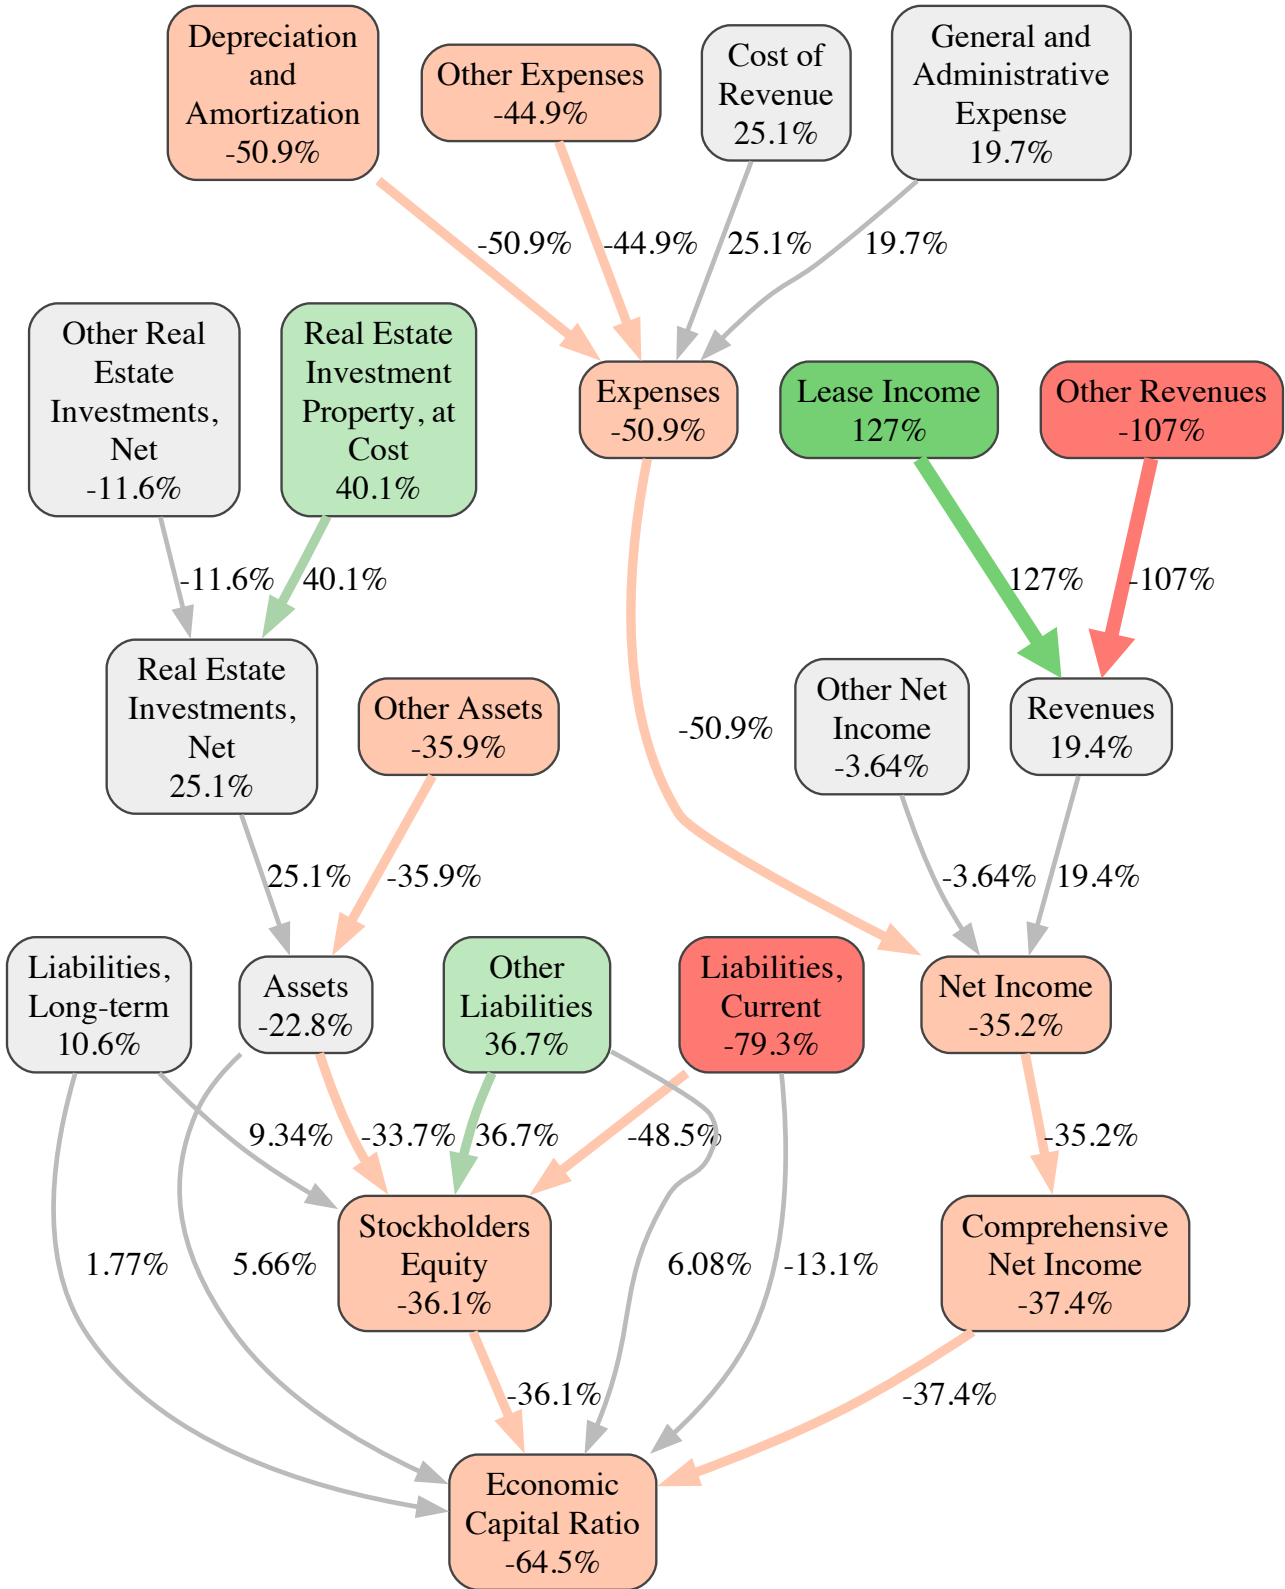 Depreciation
and
Amortization
-50.9%
Other Expenses
-44.9%
Cost of
Revenue
25.1%
General and
Administrative
Expense
19.7%
-50.9%
-44.9%
25.1%
19.7%
Other Real
Estate
Investments,
Net
-11.6%
Real Estate
Investment
Property, at
Cost
40.1%
Expenses
-50.9%
Lease Income
127%
Other Revenues
-107%
-11.6%
40.1%
127%
-107%
Real Estate
Investments,
Net
25.1%
Other Assets
-35.9%
-50.9%
Other Net
Income
-3.64%
Revenues
19.4%
25.1%
-35.9%
-3.64%
19.4%
Liabilities,
Long-term
10.6%
Assets
-22.8%
Other
Liabilities
36.7%
Liabilities,
Current
-79.3%
Net Income
-35.2%
9.34%
-33.7%
36.7%
-48.5%
-35.2%
Stockholders
Equity
-36.1%
Comprehensive
Net Income
-37.4%
1.77%
5.66%
6.08%
-13.1%
-36.1%
-37.4%
Economic
Capital Ratio
-64.5%